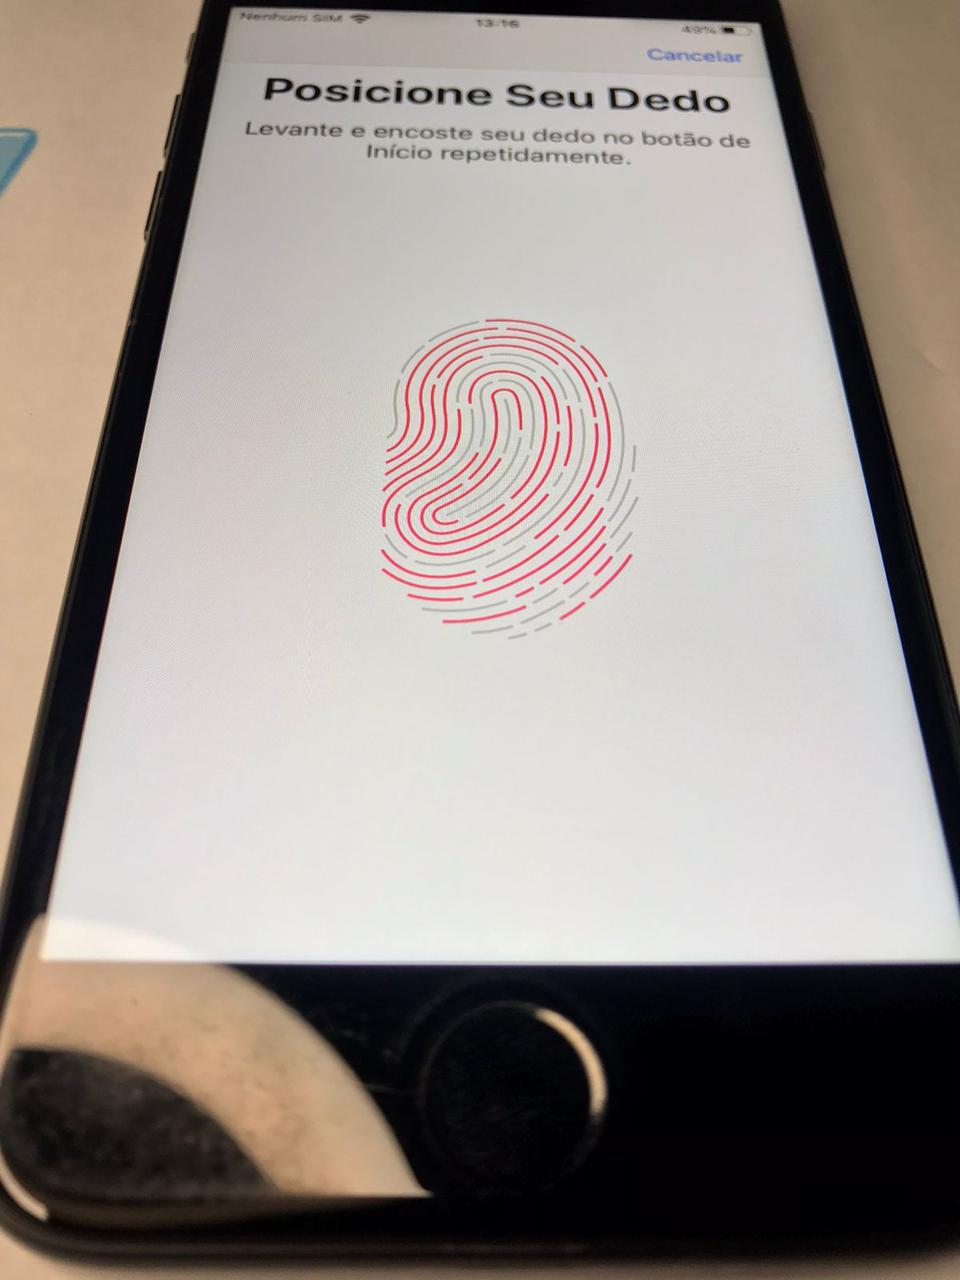 Nenhum SIM 13:16 49%
Cancelar
Posicione Seu Dedo
Levante e encoste seu dedo no botão de
Início repetidamente.